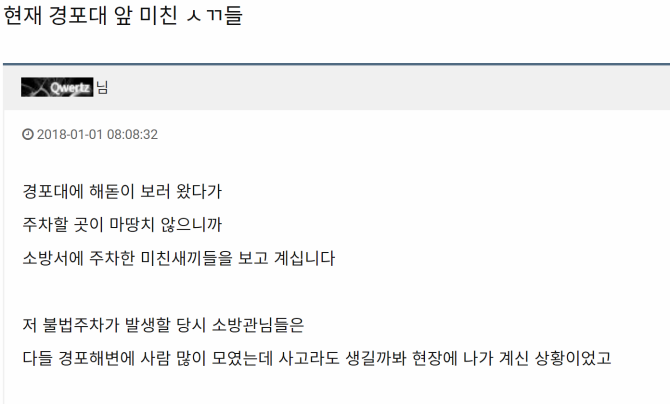 현재 경포대 앞 미친 ㅅㄲ들
Qwertz 님
2018-01-01 08:08:32
경포대에 해돋이 보러 왔다가
주차할 곳이 마땅치 않으니까
소방서에 주차한 미친새끼들을 보고 계십니다
저 불법주차가 발생할 당시 소방관님들은
다들 경포해변에 사람 많이 모였는데 사고라도 생길까봐 현장에 나가 계신 상황이었고